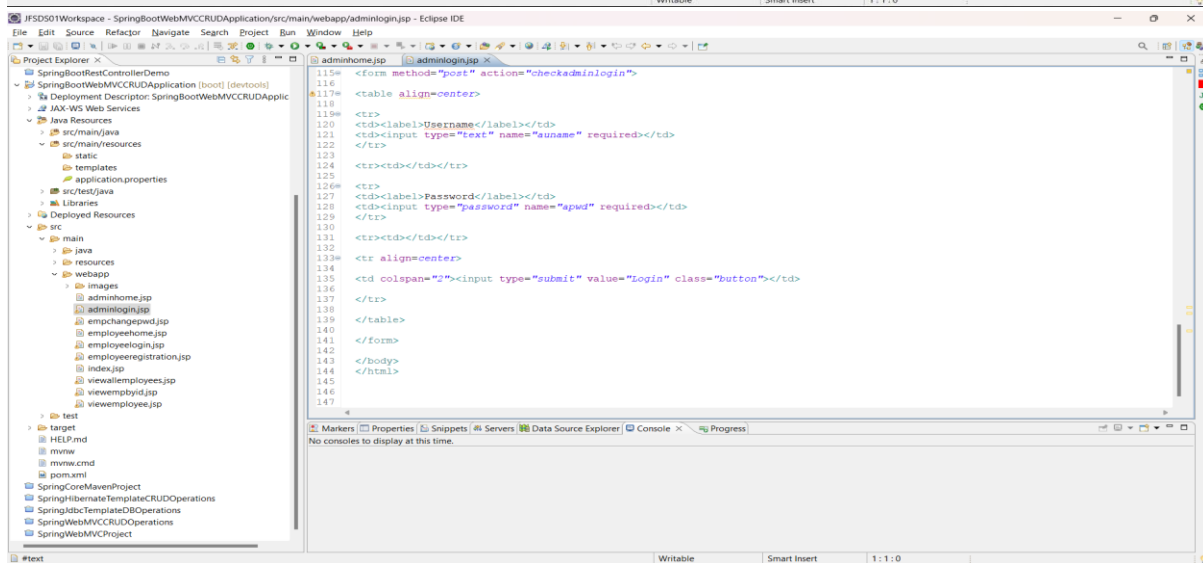 Writable Smart Insert 1:1:0
JFSDS01Workspace - SpringBootWebMVCCRUDApplication/src/main/webapp/adminlogin.jsp - Eclipse IDE
File Edit Source Refactor Navigate Search Project Run Window Help
Project Explorer
SpringBootRestControllerDemo
SpringBootWebMVCCRUDApplication [boot] [devtools]
Deployment Descriptor: SpringBootWebMVCCRUDApplic
JAX-WS Web Services
Java Resources
src/main/java
src/main/resources
static
templates
application.properties
src/test/java
Libraries
Deployed Resources
src
main
java
resources
webapp
images
adminhome.jsp
adminlogin.jsp
empchangepwd.jsp
employeehome.jsp
employeelogin.jsp
employeeregistration.jsp
index.jsp
viewallemployees.jsp
viewempbyid.jsp
viewemployee.jsp
test
target
HELP.md
mvnw
mvnw.cmd
pom.xml
SpringCoreMavenProject
SpringHibernateTemplateCRUDOperations
SpringJdbcTemplateDBOperations
SpringWebMVCCRUDOperations
SpringWebMVCProject
adminhome.jsp adminlogin.jsp
115 <form method="post" action="checkadminlogin">
116
117 <table align=center>
118
119 <tr>
120 <td><label>Username</label></td>
121 <td><input type="text" name="auname" required></td>
122 </tr>
123
124 <tr><td></td></tr>
125
126 <tr>
127 <td><label>Password</label></td>
128 <td><input type="password" name="apwd" required></td>
129 </tr>
130
131 <tr><td></td></tr>
132
133 <tr align=center>
134
135 <td colspan="2"><input type="submit" value="Login" class="button"></td>
136
137 </tr>
138
139 </table>
140
141 </form>
142
143 </body>
144 </html>
145
146
147
Markers Properties Snippets Servers Data Source Explorer Console Progress
No consoles to display at this time.
#text Writable Smart Insert 1:1:0